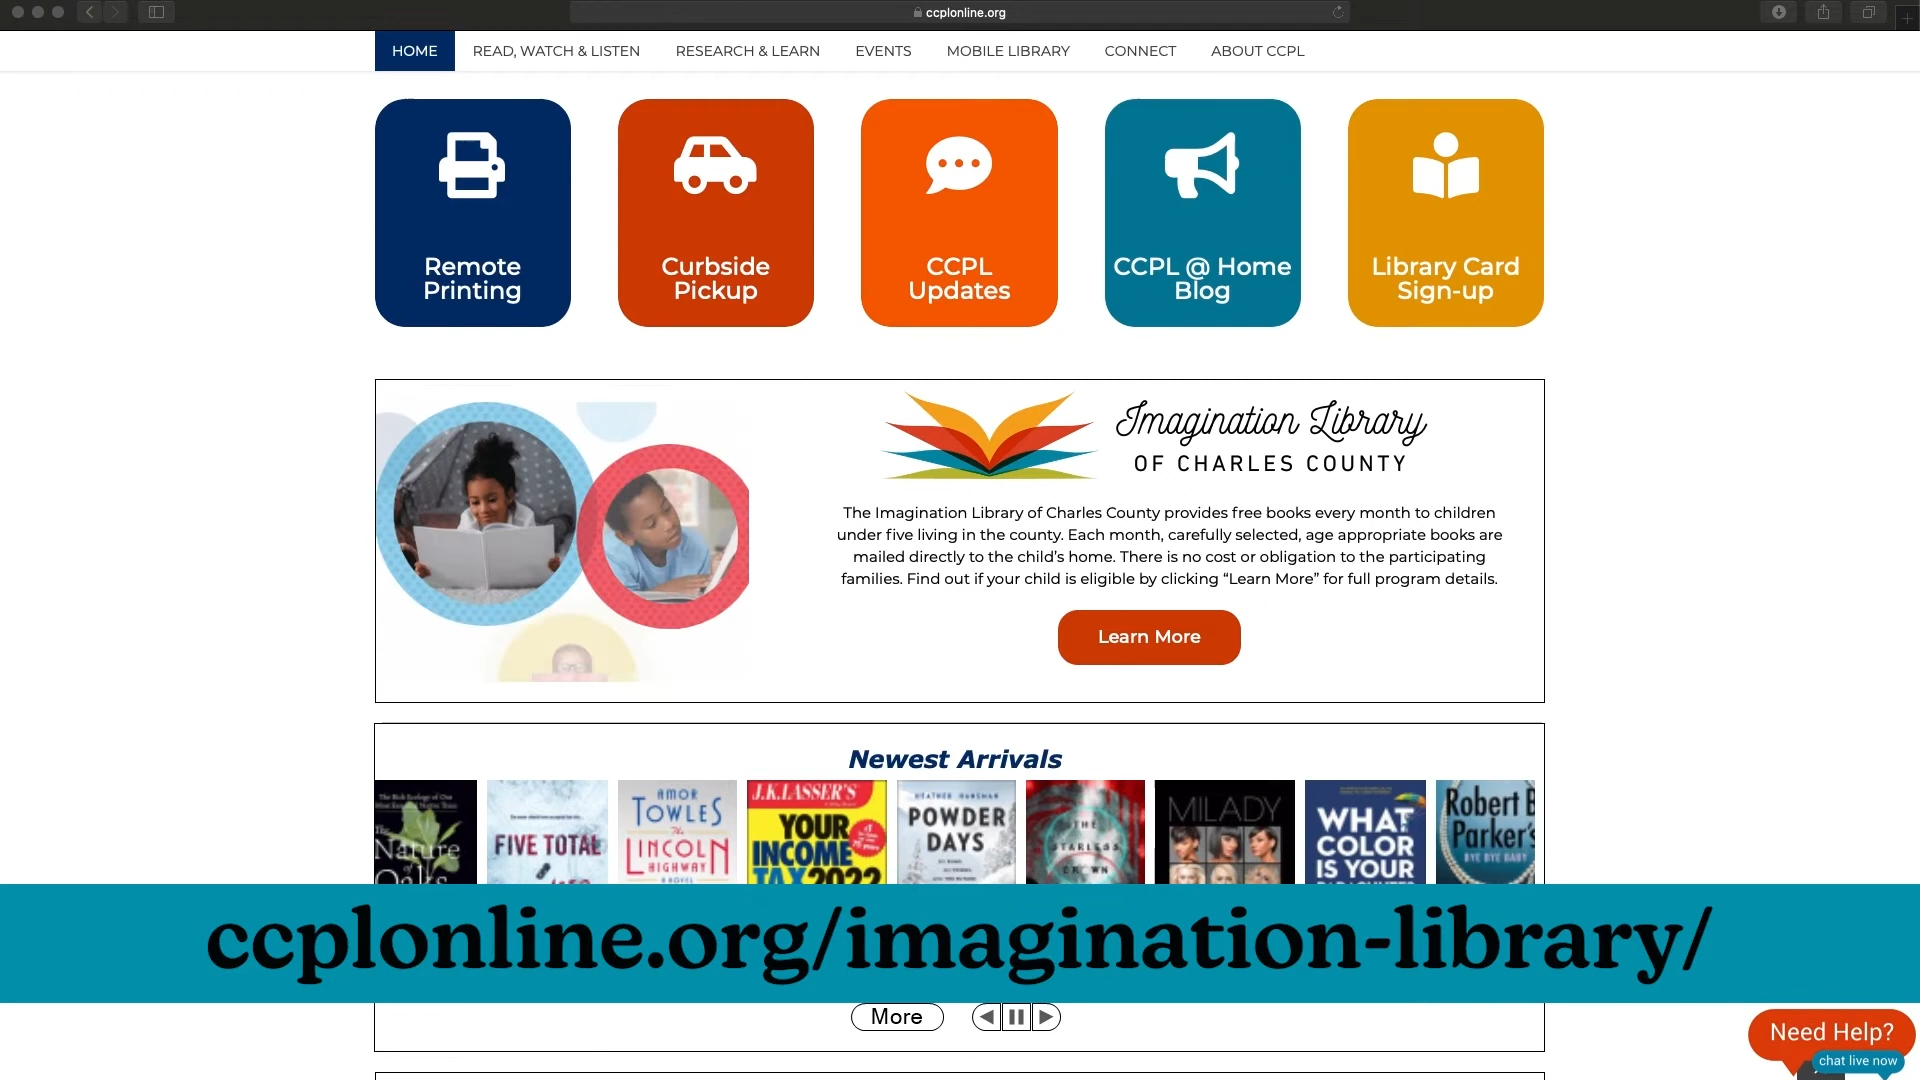 ccplonline.org
HOME READ, WATCH & LISTEN RESEARCH & LEARN EVENTS MOBILE LIBRARY CONNECT ABOUT CCPL
Remote
Printing
Curbside
Pickup
CCPL
Updates
CCPL @ Home
Blog
Library Card
Sign-up
Imagination Library
OF CHARLES COUNTY
The Imagination Library of Charles County provides free books every month to children
under five living in the county. Each month, carefully selected, age appropriate books are
mailed directly to the child’s home. There is no cost or obligation to the participating
families. Find out if your child is eligible by clicking “Learn More” for full program details.
Learn More
Newest Arrivals
The
Nature
of Oaks
FIVE TOTAL
AMOR
TOWLES
The
LINCOLN
HIGHWAY
A NOVEL
J.K. LASSER'S
YOUR
INCOME
TAX 2022
HEATHER HANSMAN
POWDER
DAYS
THE
STARLESS
CROWN
MILADY
WHAT
COLOR
IS YOUR
PARACHUTE?
Robert B
Parker's
BYE BYE BABY
ccplonline.org/imagination-library/
More
Need Help?
chat live now